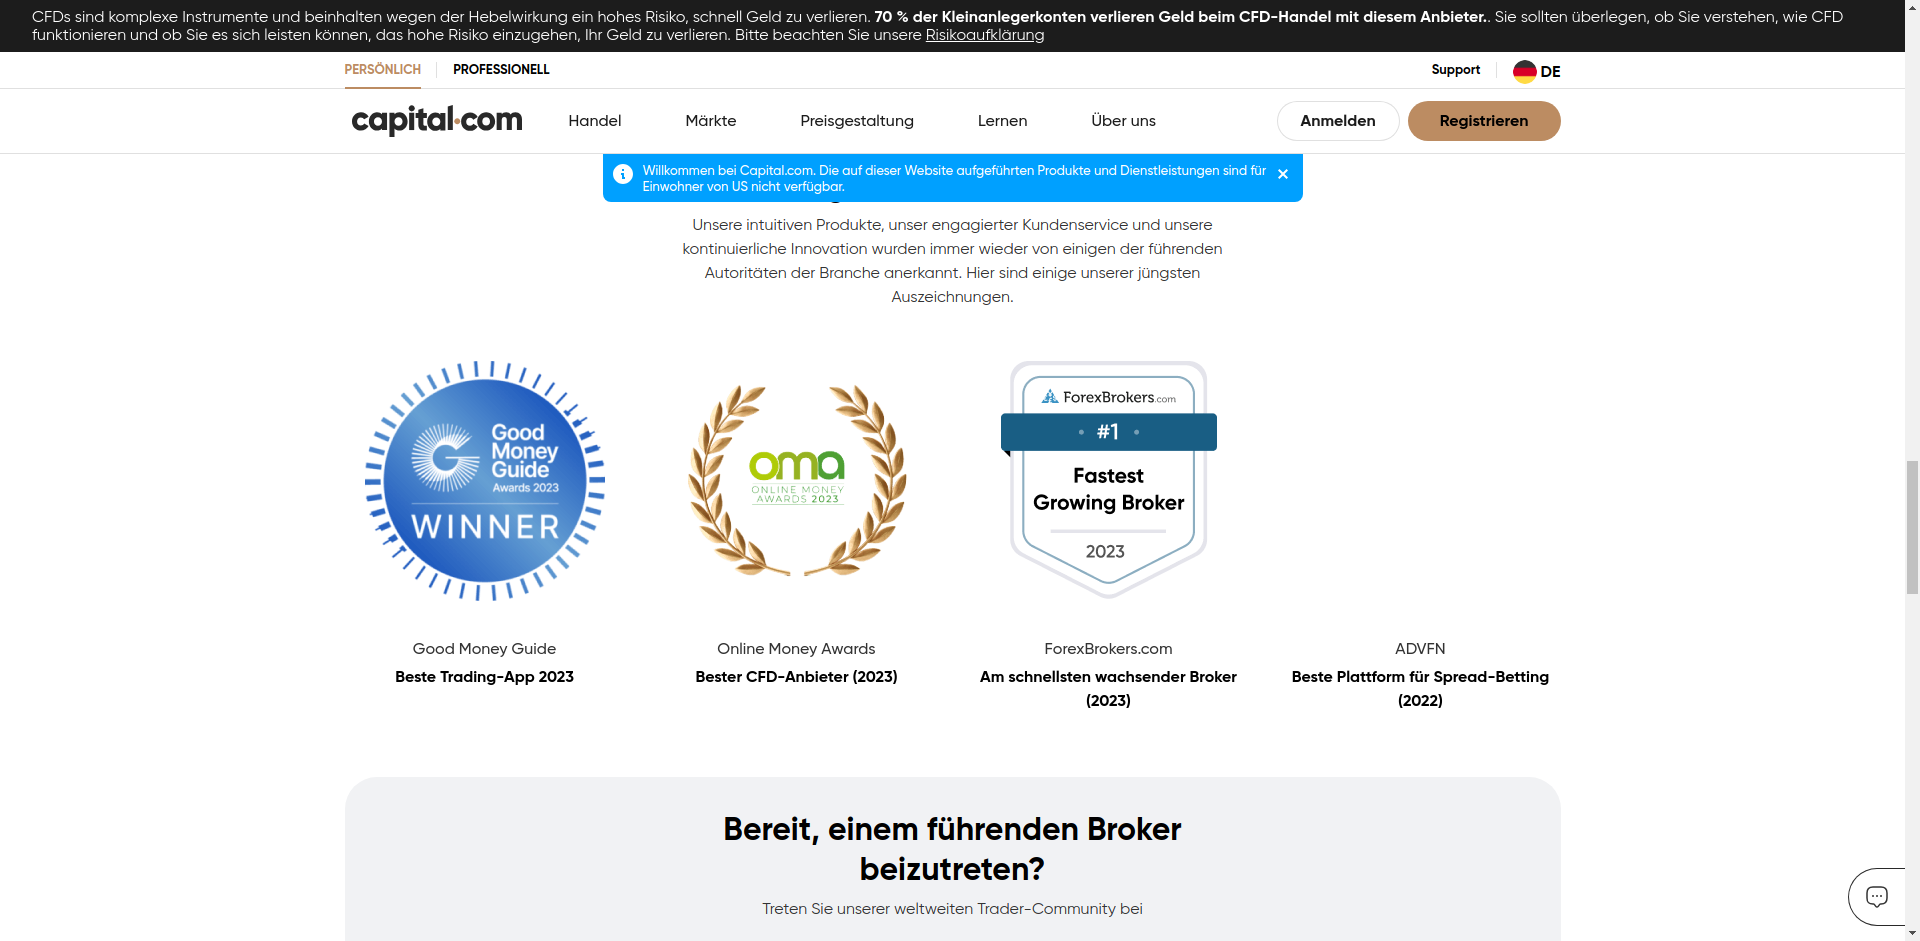 CFDs sind komplexe Instrumente und beinhalten wegen der Hebelwirkung ein hohes Risiko, schnell Geld zu verlieren. 70 % der Kleinanlegerkonten verlieren Geld beim CFD-Handel mit diesem Anbieter.. Sie sollten überlegen, ob Sie verstehen, wie CFD
funktionieren und ob Sie es sich leisten können, das hohe Risiko einzugehen, Ihr Geld zu verlieren. Bitte beachten Sie unsere Risikoaufklärung
PERSÖNLICH PROFESSIONELL Support DE
capital.com Handel Märkte Preisgestaltung Lernen Über uns Anmelden Registrieren
Willkommen bei Capital.com. Die auf dieser Website aufgeführten Produkte und Dienstleistungen sind für
Einwohner von US nicht verfügbar.
Unsere intuitiven Produkte, unser engagierter Kundenservice und unsere
kontinuierliche Innovation wurden immer wieder von einigen der führenden
Autoritäten der Branche anerkannt. Hier sind einige unserer jüngsten
Auszeichnungen.
Good
Money
Guide
Awards 2023
WINNER
oma
ONLINE MONEY
AWARDS 2023
ForexBrokers.com
#1
Fastest
Growing Broker
2023
Good Money Guide
Beste Trading-App 2023
Online Money Awards
Bester CFD-Anbieter (2023)
ForexBrokers.com
Am schnellsten wachsender Broker
(2023)
ADVFN
Beste Plattform für Spread-Betting
(2022)
Bereit, einem führenden Broker
beizutreten?
Treten Sie unserer weltweiten Trader-Community bei